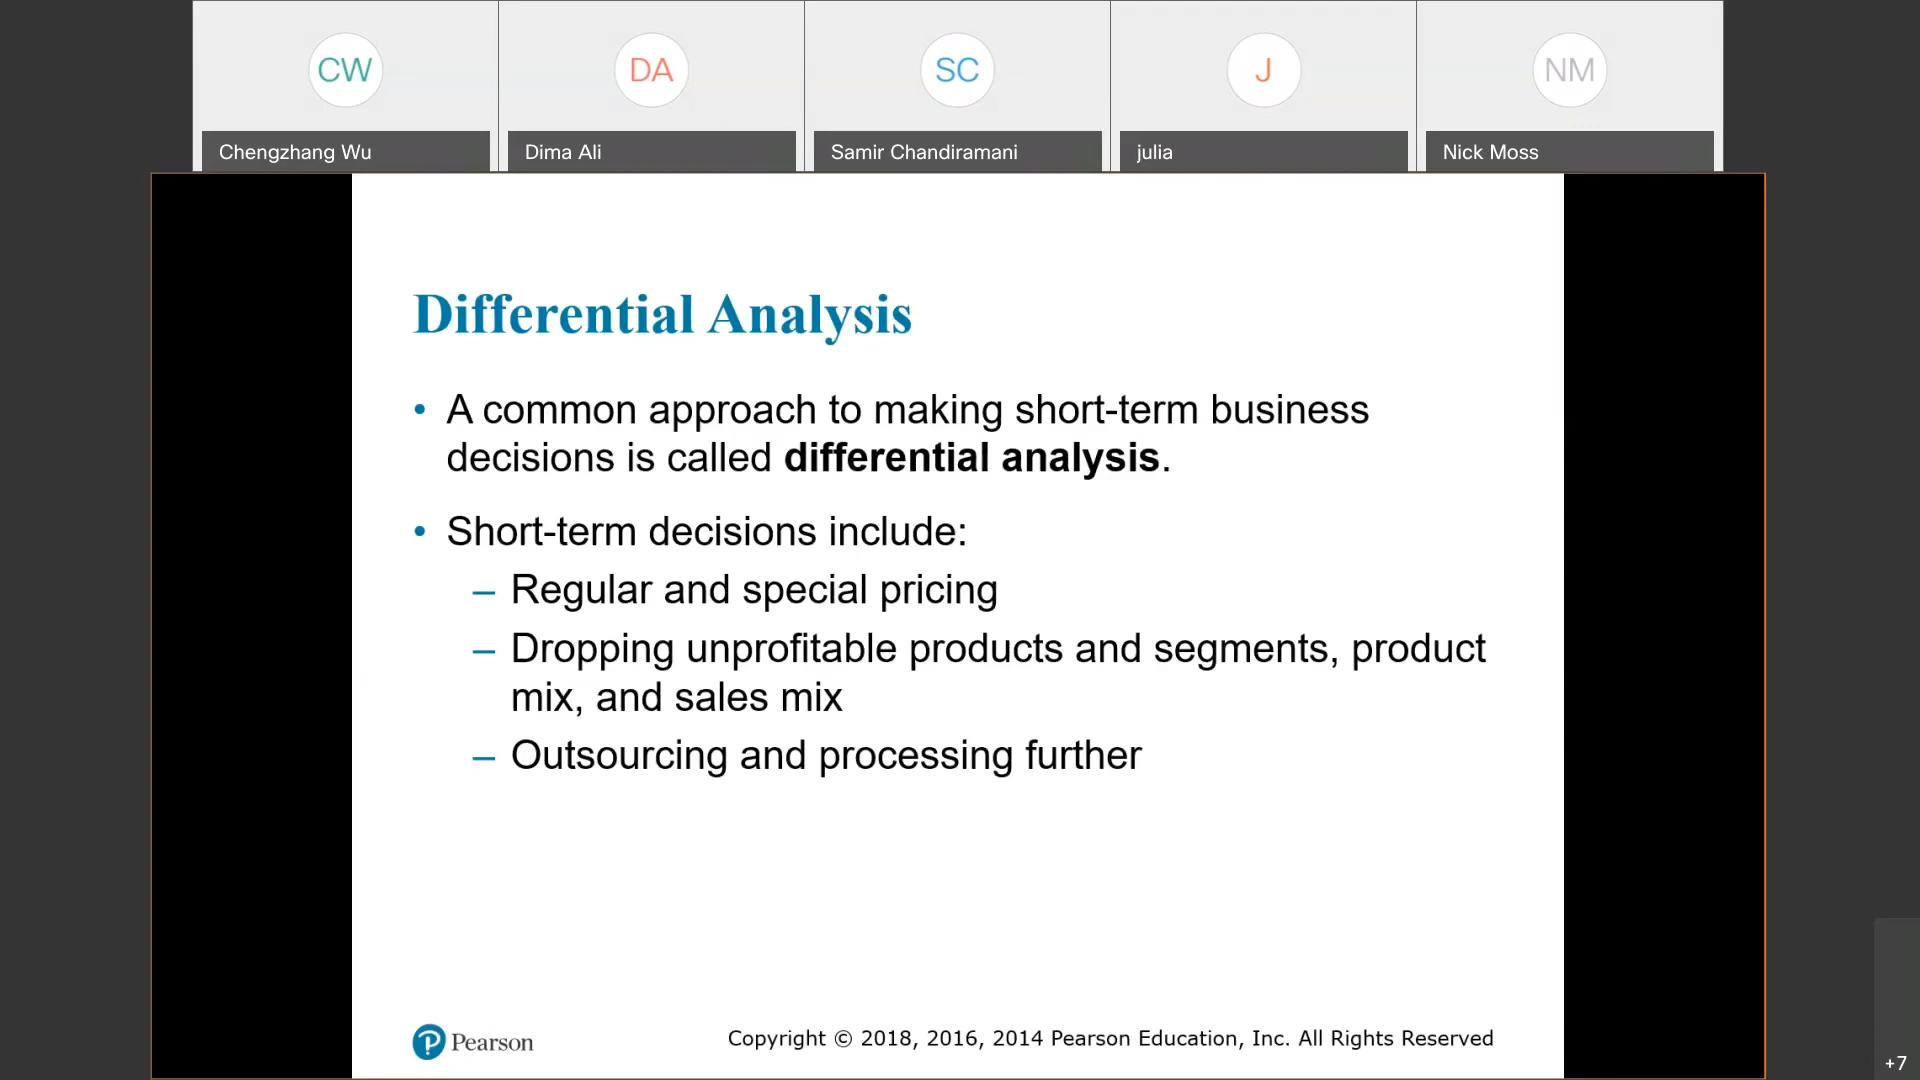 CW DA SC J NM
Chengzhang Wu Dima Ali Samir Chandiramani julia Nick Moss
Differential Analysis
• A common approach to making short-term business
decisions is called differential analysis.
• Short-term decisions include:
– Regular and special pricing
– Dropping unprofitable products and segments, product
mix, and sales mix
– Outsourcing and processing further
P Pearson
Copyright © 2018, 2016, 2014 Pearson Education, Inc. All Rights Reserved
+7